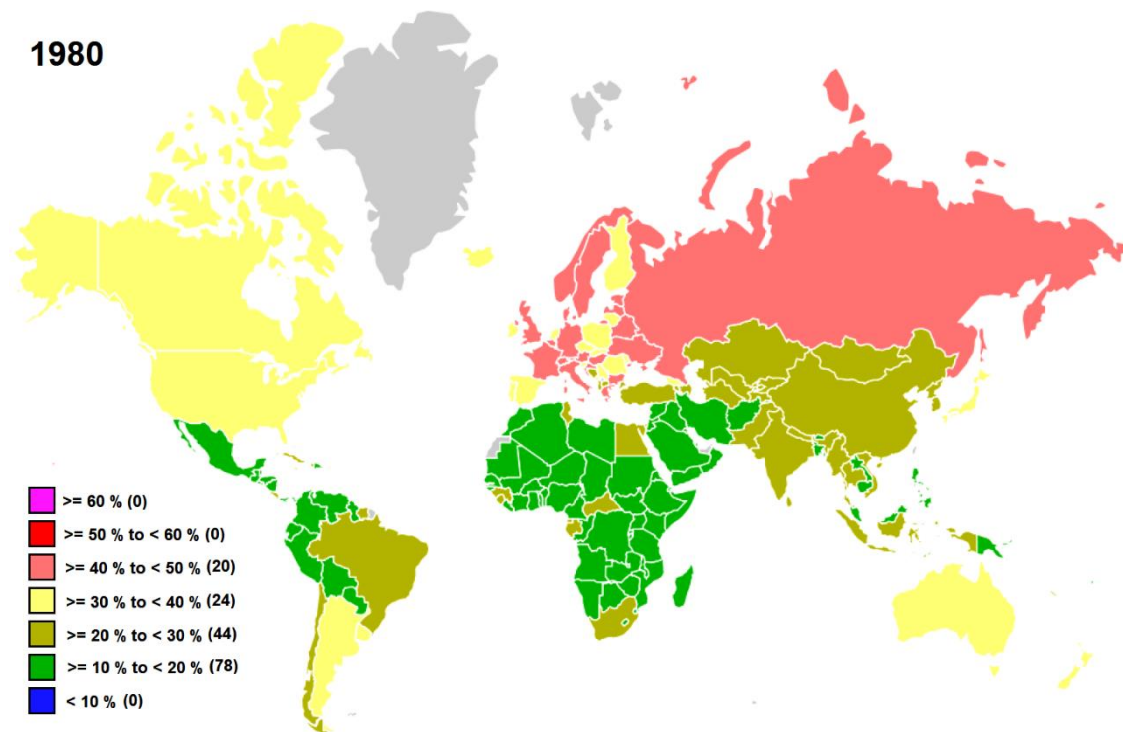 1980
>= 60 % (0)
>= 50 % to < 60 % (0)
>= 40 % to < 50 % (20)
>= 30 % to < 40 % (24)
>= 20 % to < 30 % (44)
>= 10 % to < 20 % (78)
< 10 % (0)